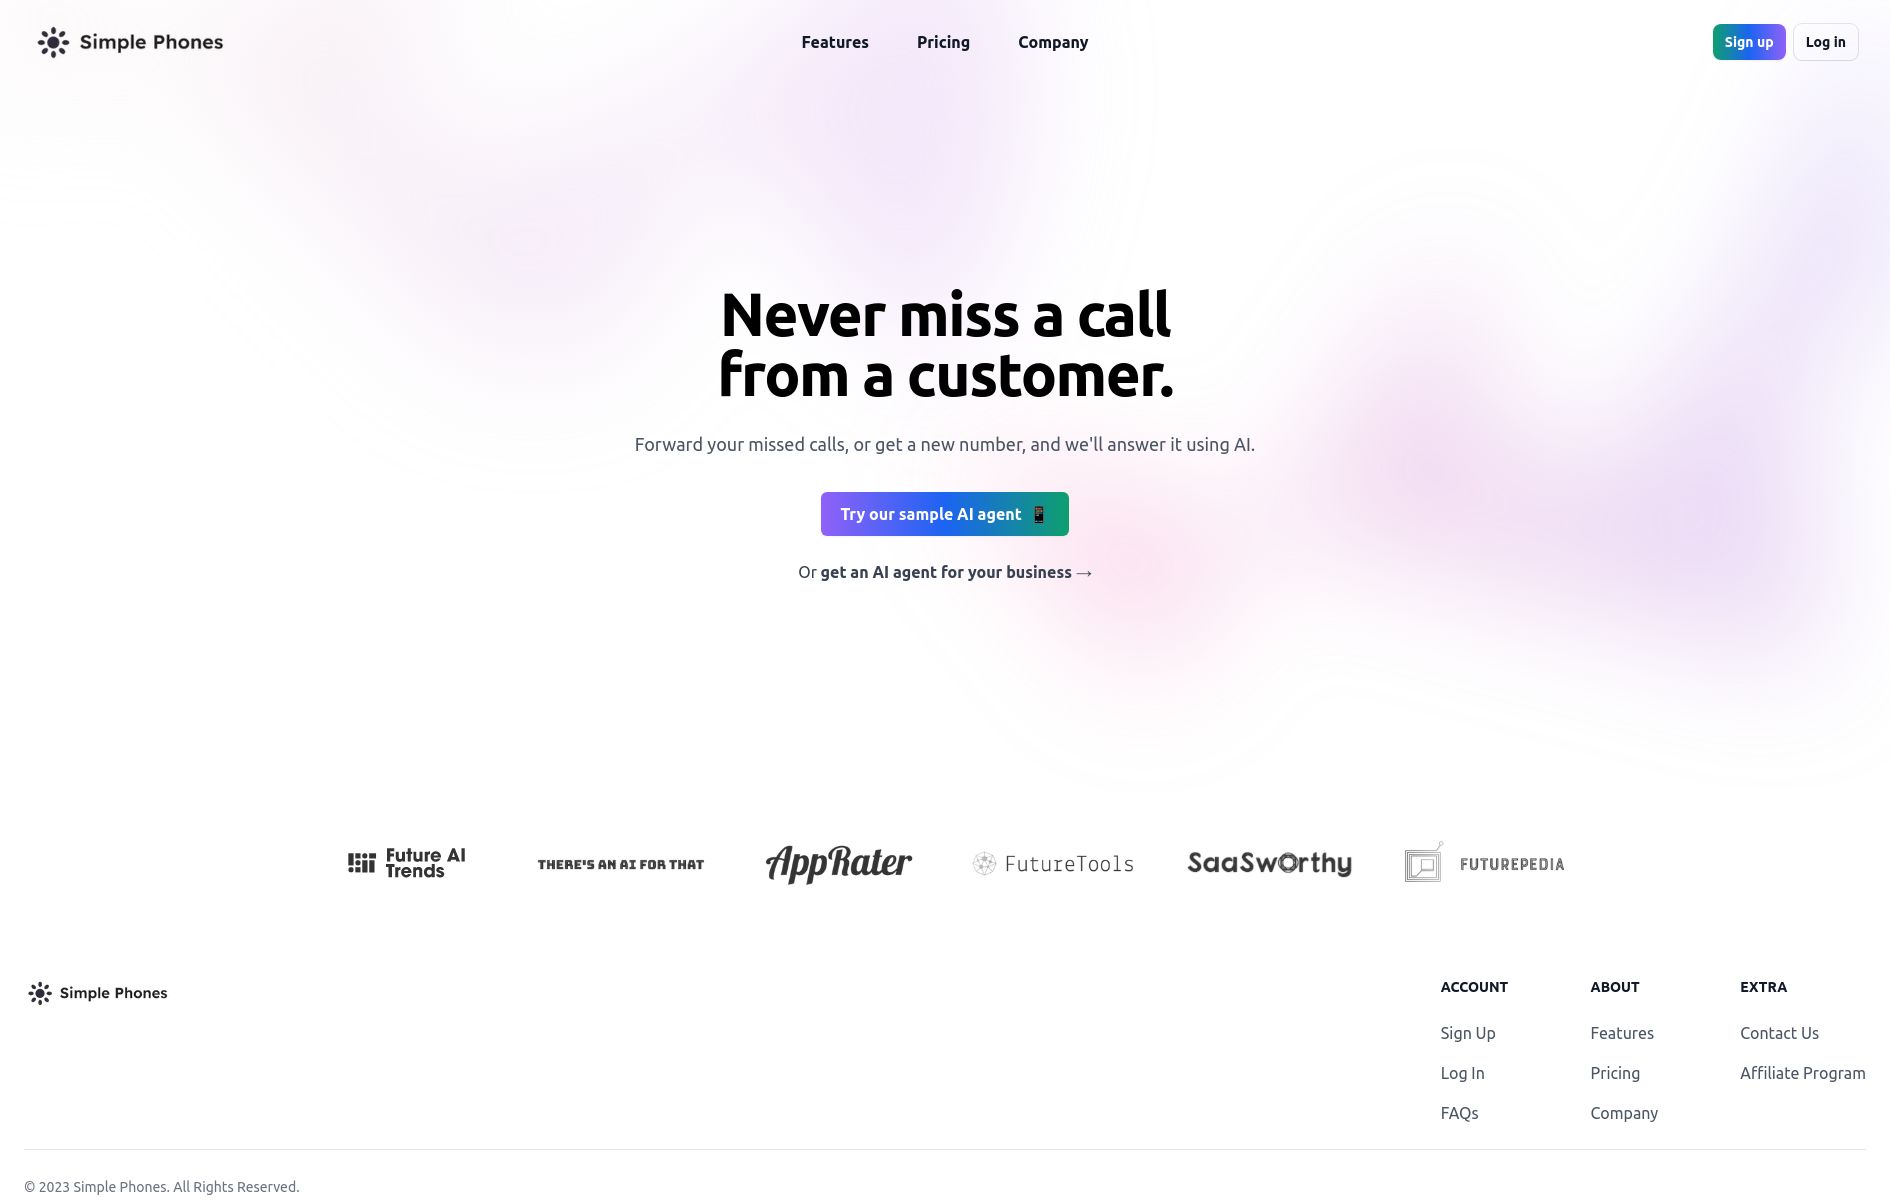 Simple Phones
Features
Pricing
Company
Sign up
Log in
Never miss a call
from a customer.
Forward your missed calls, or get a new number, and we'll answer it using AI.
Try our sample AI agent 📱
Or get an AI agent for your business →
Future AI
Trends
THERE'S AN AI FOR THAT
AppRater
FutureTools
SaaSworthy
FUTUREPEDIA
Simple Phones
ACCOUNT
Sign Up
Log In
FAQs
ABOUT
Features
Pricing
Company
EXTRA
Contact Us
Affiliate Program
© 2023 Simple Phones. All Rights Reserved.